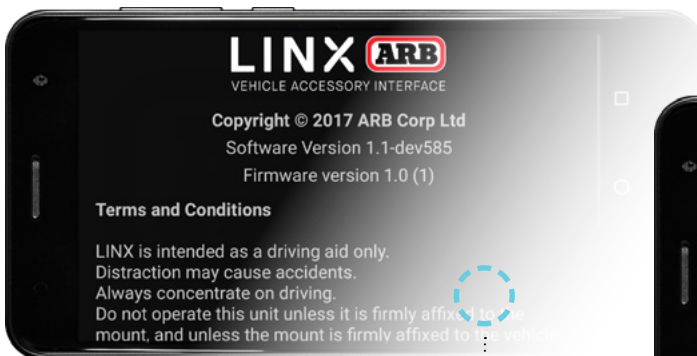 LINX ARB
VEHICLE ACCESSORY INTERFACE
Copyright © 2017 ARB Corp Ltd
Software Version 1.1-dev585
Firmware version 1.0 (1)
Terms and Conditions
LINX is intended as a driving aid only.
Distraction may cause accidents.
Always concentrate on driving.
Do not operate this unit unless it is firmly affixed to the
mount, and unless the mount is firmly affixed to the vehicle